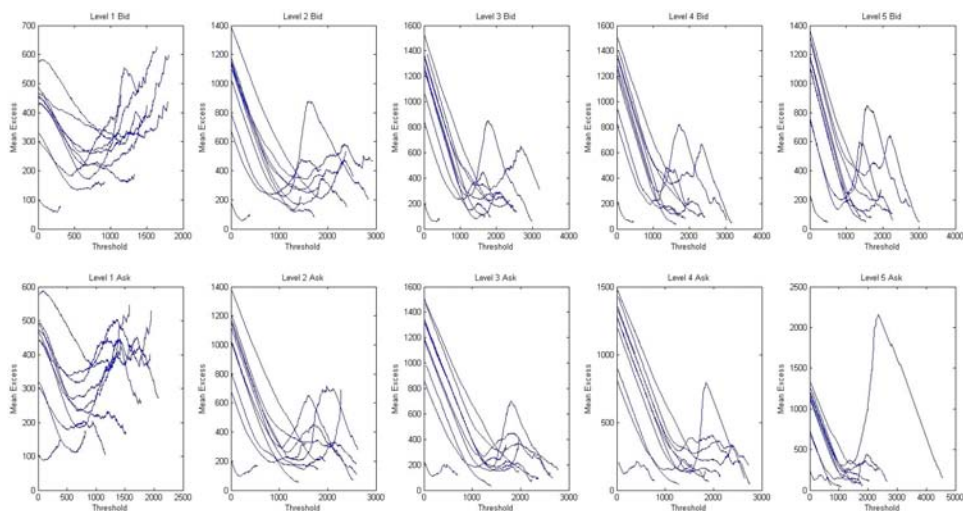 Level 1 Bid
700
600
500
400
300
200
100
0
Mean Excess
0 500 1000 1500 2000
Threshold
Level 2 Bid
1400
1200
1000
800
600
400
200
0
Mean Excess
0 1000 2000 3000
Threshold
Level 3 Bid
1600
1400
1200
1000
800
600
400
200
0
Mean Excess
0 1000 2000 3000 4000
Threshold
Level 4 Bid
1600
1400
1200
1000
800
600
400
200
0
Mean Excess
0 1000 2000 3000 4000
Threshold
Level 5 Bid
1400
1200
1000
800
600
400
200
0
Mean Excess
0 1000 2000 3000 4000
Threshold
Level 1 Ask
600
500
400
300
200
100
0
Mean Excess
0 500 1000 1500 2000 2500
Threshold
Level 2 Ask
1400
1200
1000
800
600
400
200
0
Mean Excess
0 1000 2000 3000
Threshold
Level 3 Ask
1600
1400
1200
1000
800
600
400
200
0
Mean Excess
0 1000 2000 3000
Threshold
Level 4 Ask
1500
1000
500
0
Mean Excess
0 1000 2000 3000
Threshold
Level 5 Ask
2500
2000
1500
1000
500
0
Mean Excess
0 1000 2000 3000 4000 5000
Threshold